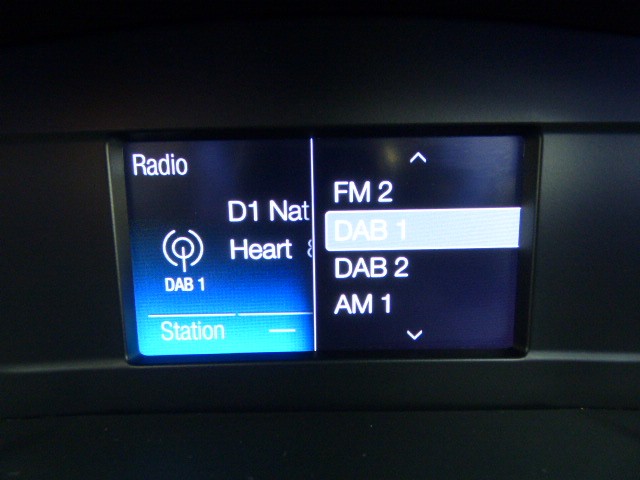 Radio
D1 Nat
Heart
DAB 1
Station
FM 2
DAB 1
DAB 2
AM 1